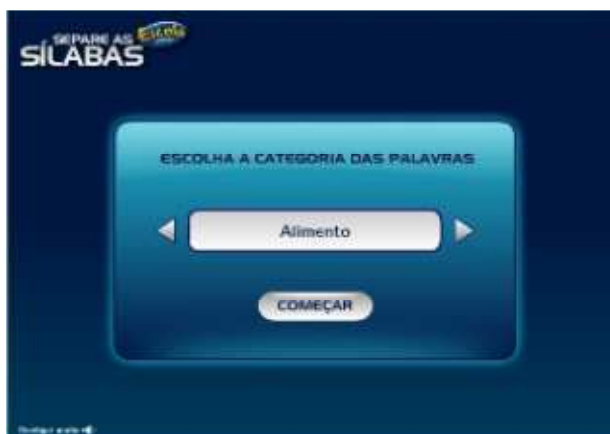 SEPARE AS
SÍLABAS
Escola
ESCOLHA A CATEGORIA DAS PALAVRAS
Alimento
COMEÇAR